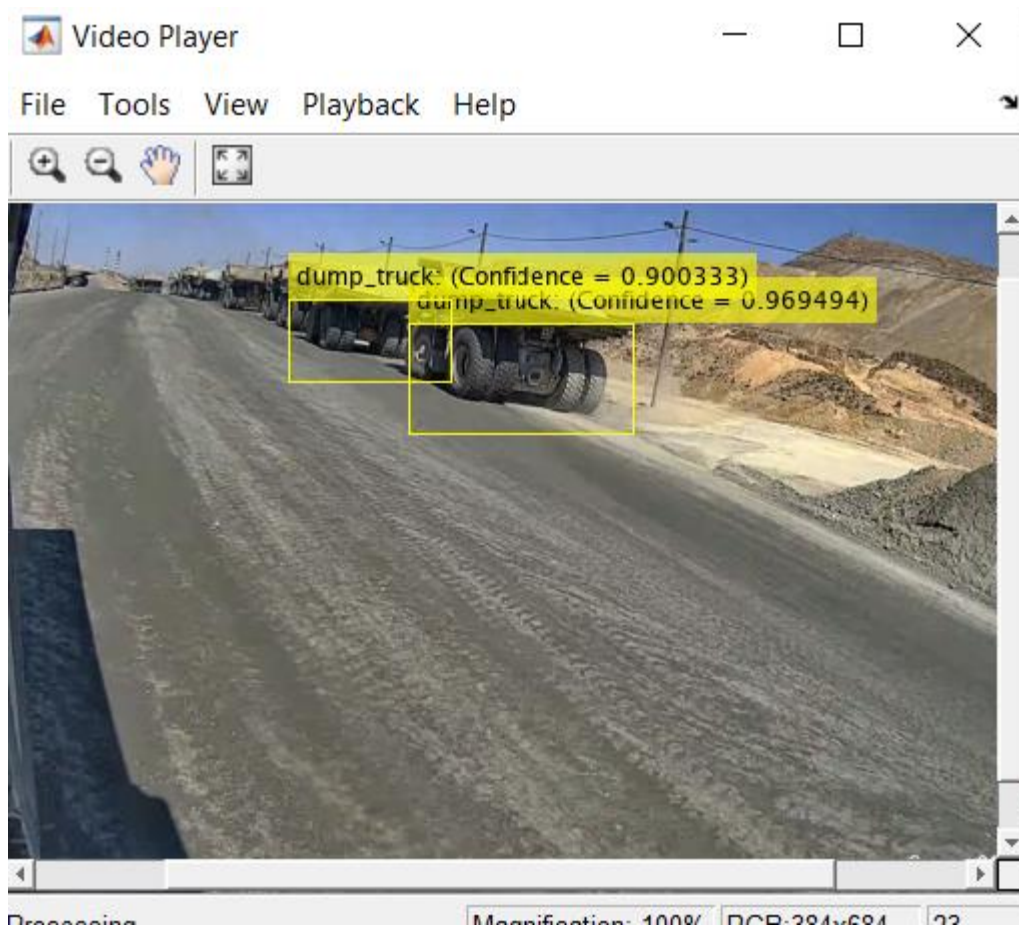 Video Player
File Tools View Playback Help
dump_truck: (Confidence = 0.900333)
dump_truck: (Confidence = 0.969494)
Processing
Magnification: 100% RGB:384x684 23